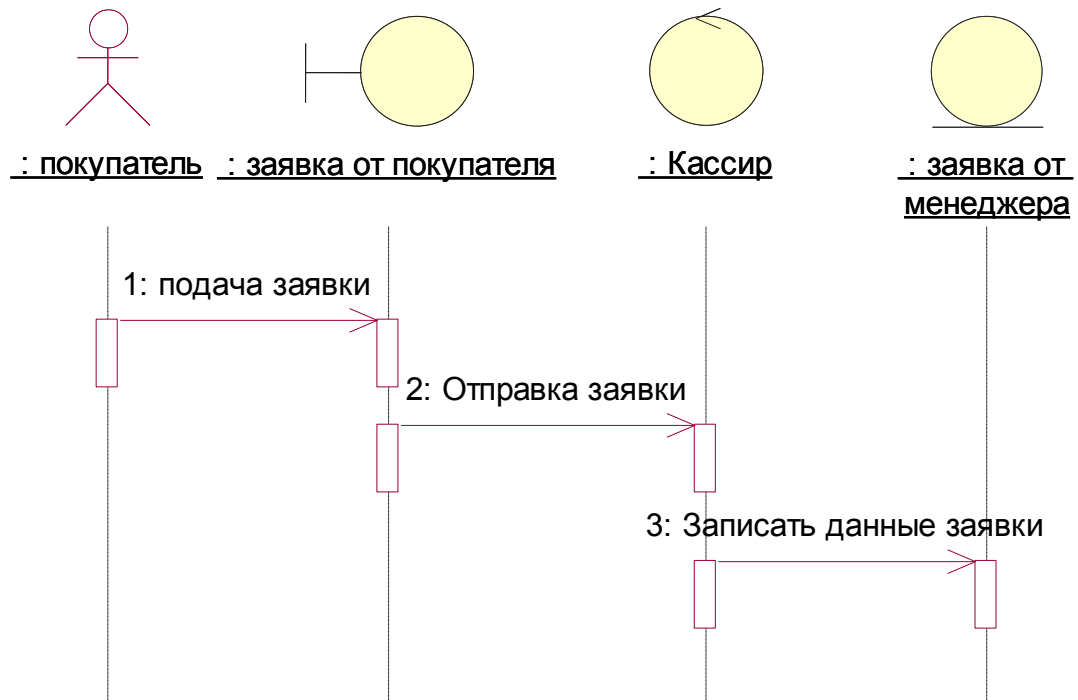 : покупатель
: заявка от покупателя
: Кассир
: заявка от
менеджера
1: подача заявки
2: Отправка заявки
3: Записать данные заявки